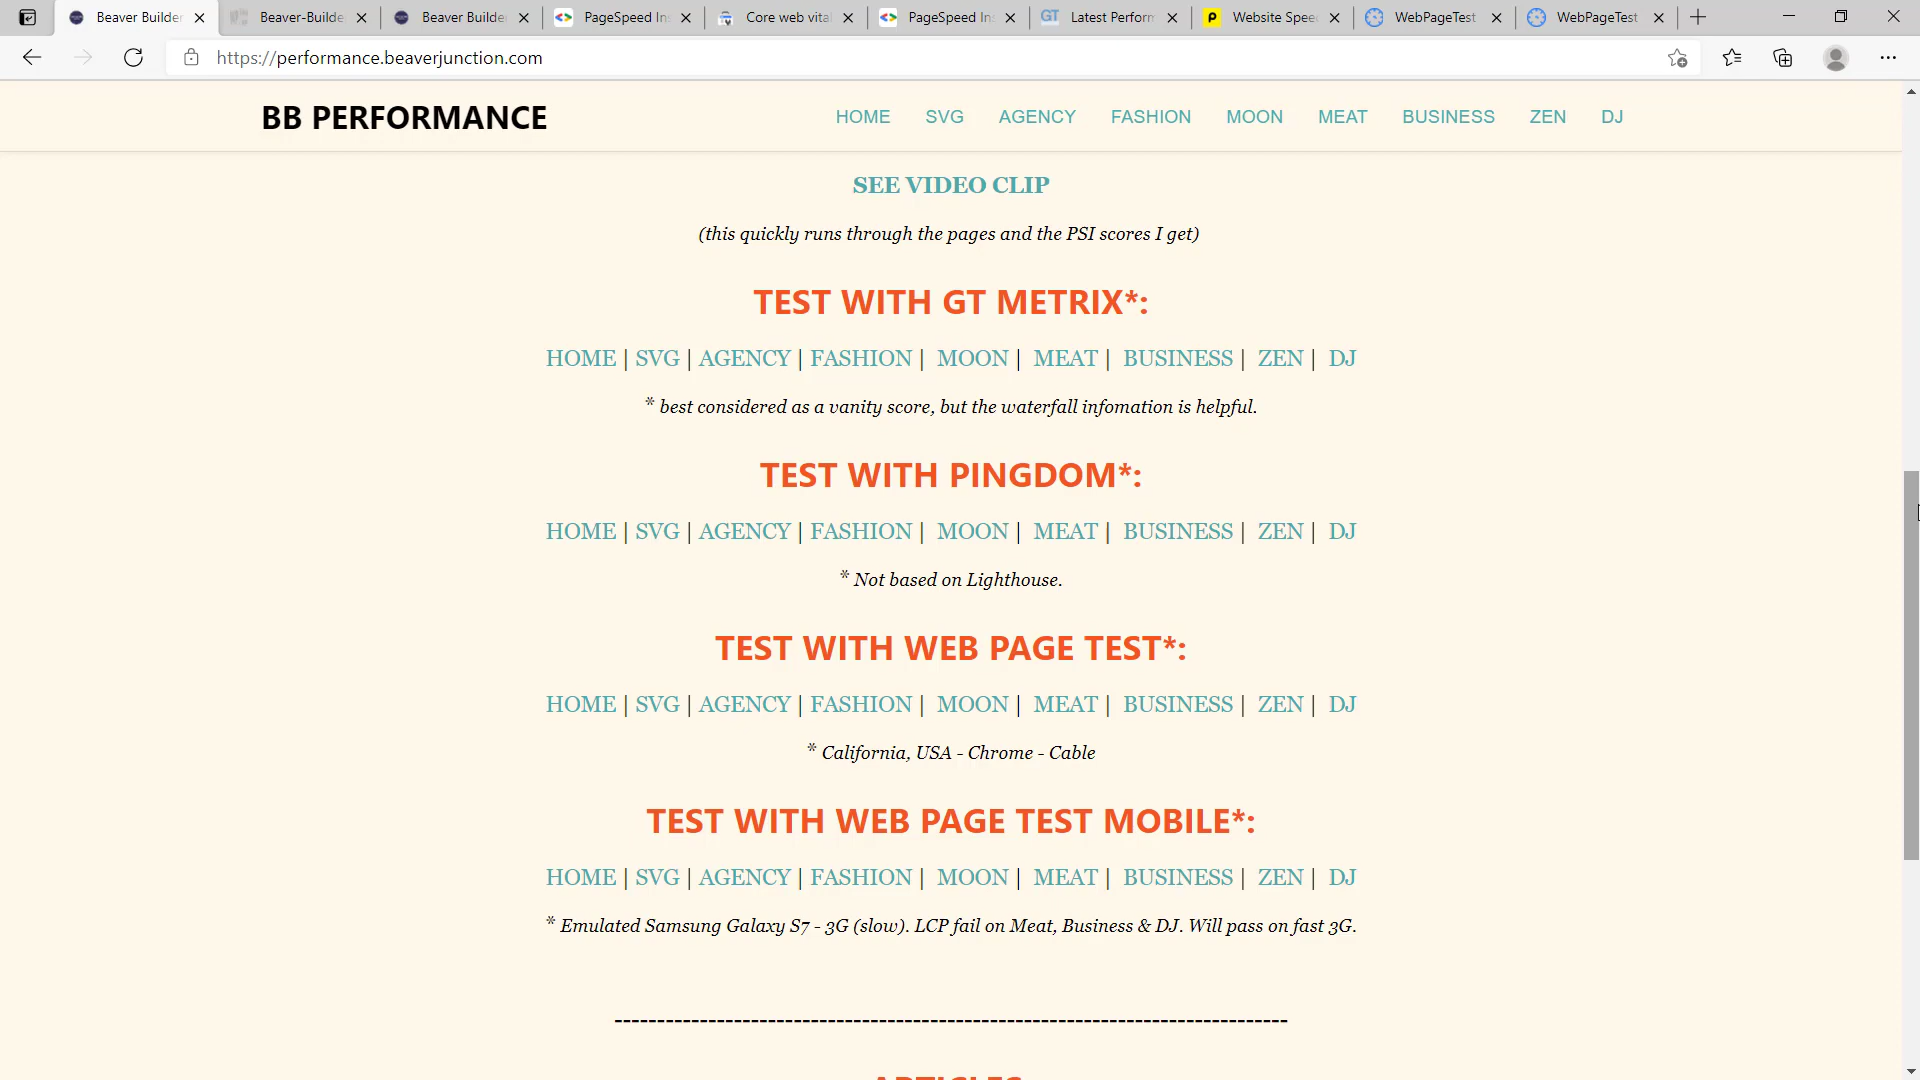 Beaver Builder
Beaver-Builde
Beaver Builde
PageSpeed In
Core web vita
PageSpeed In
GT Latest Perform
P Website Spee
WebPageTest
WebPageTest
https://performance.beaverjunction.com
BB PERFORMANCE HOME SVG AGENCY FASHION MOON MEAT BUSINESS ZEN DJ
SEE VIDEO CLIP
(this quickly runs through the pages and the PSI scores I get)
TEST WITH GT METRIX*:
HOME | SVG | AGENCY | FASHION | MOON | MEAT | BUSINESS | ZEN | DJ
* best considered as a vanity score, but the waterfall infomation is helpful.
TEST WITH PINGDOM*:
HOME | SVG | AGENCY | FASHION | MOON | MEAT | BUSINESS | ZEN | DJ
* Not based on Lighthouse.
TEST WITH WEB PAGE TEST*:
HOME | SVG | AGENCY | FASHION | MOON | MEAT | BUSINESS | ZEN | DJ
* California, USA - Chrome - Cable
TEST WITH WEB PAGE TEST MOBILE*:
HOME | SVG | AGENCY | FASHION | MOON | MEAT | BUSINESS | ZEN | DJ
* Emulated Samsung Galaxy S7 - 3G (slow). LCP fail on Meat, Business & DJ. Will pass on fast 3G.
--------------------------------------------------------------------------------
ARTICLES